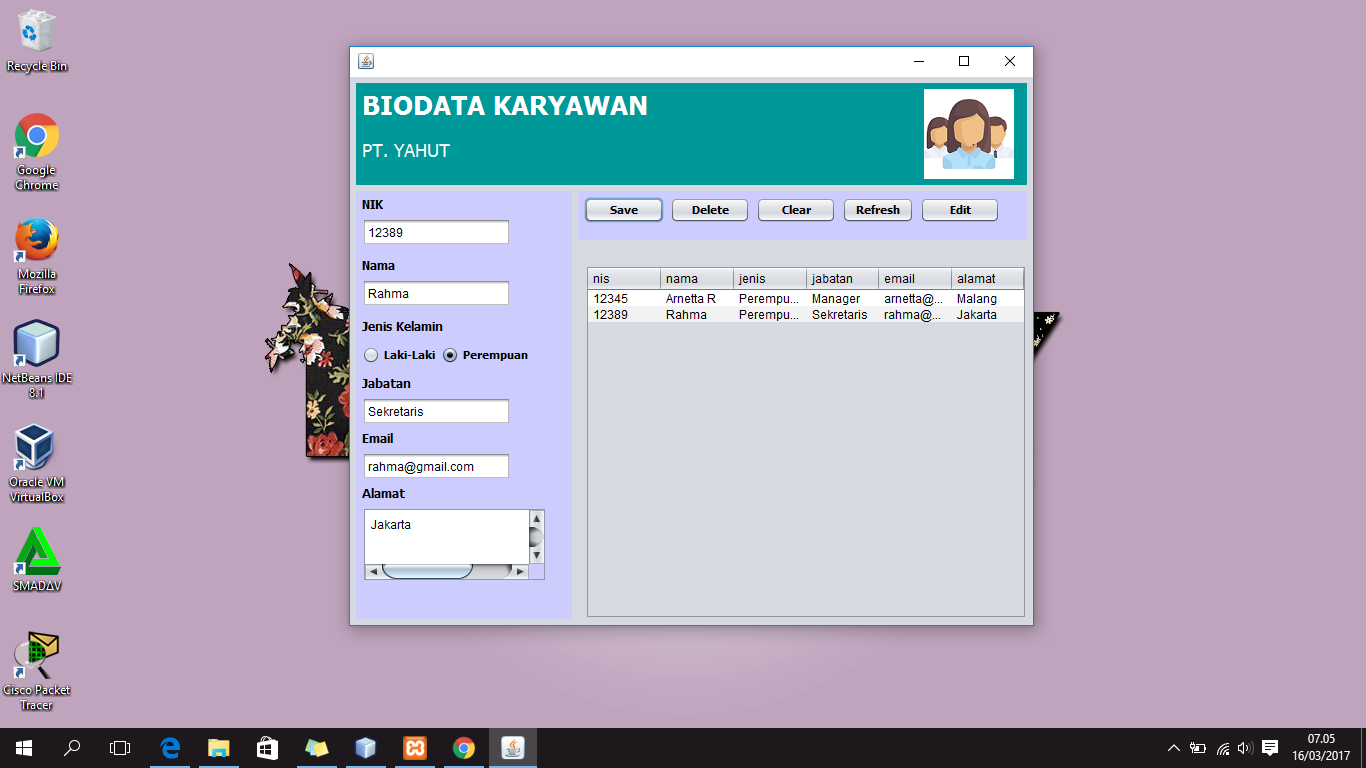 Recycle Bin
Google
Chrome
Mozilla
Firefox
NetBeans IDE
8.1
Oracle VM
VirtualBox
SMADΔV
Cisco Packet
Tracer
BIODATA KARYAWAN
PT. YAHUT
NIK
12389
Nama
Rahma
Jenis Kelamin
Laki-Laki Perempuan
Jabatan
Sekretaris
Email
rahma@gmail.com
Alamat
Jakarta
Save Delete Clear Refresh Edit
nis nama jenis jabatan email alamat
12345 Arnetta R Perempu... Manager arnetta@... Malang
12389 Rahma Perempu... Sekretaris rahma@... Jakarta
07.05
16/03/2017